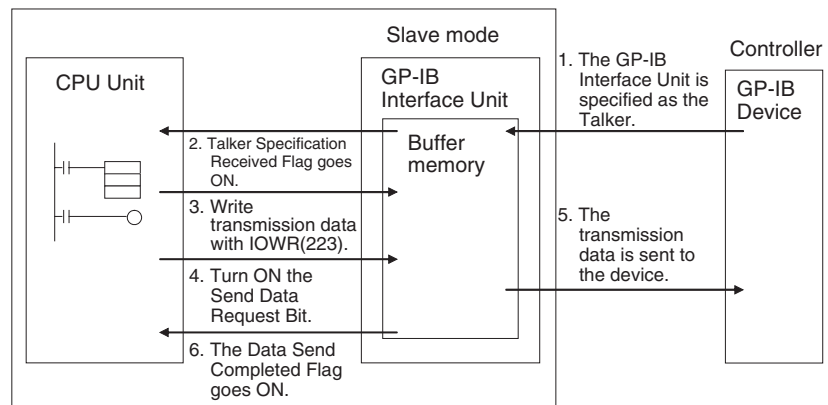 Slave mode
CPU Unit
GP-IB
Interface Unit
Buffer
memory
Controller
GP-IB
Device
1. The GP-IB
Interface Unit is
specified as the
Talker.
2. Talker Specification
Received Flag goes
ON.
3. Write
transmission data
with IOWR(223).
4. Turn ON the
Send Data
Request Bit.
5. The
transmission
data is sent to
the device.
6. The Data Send
Completed Flag
goes ON.